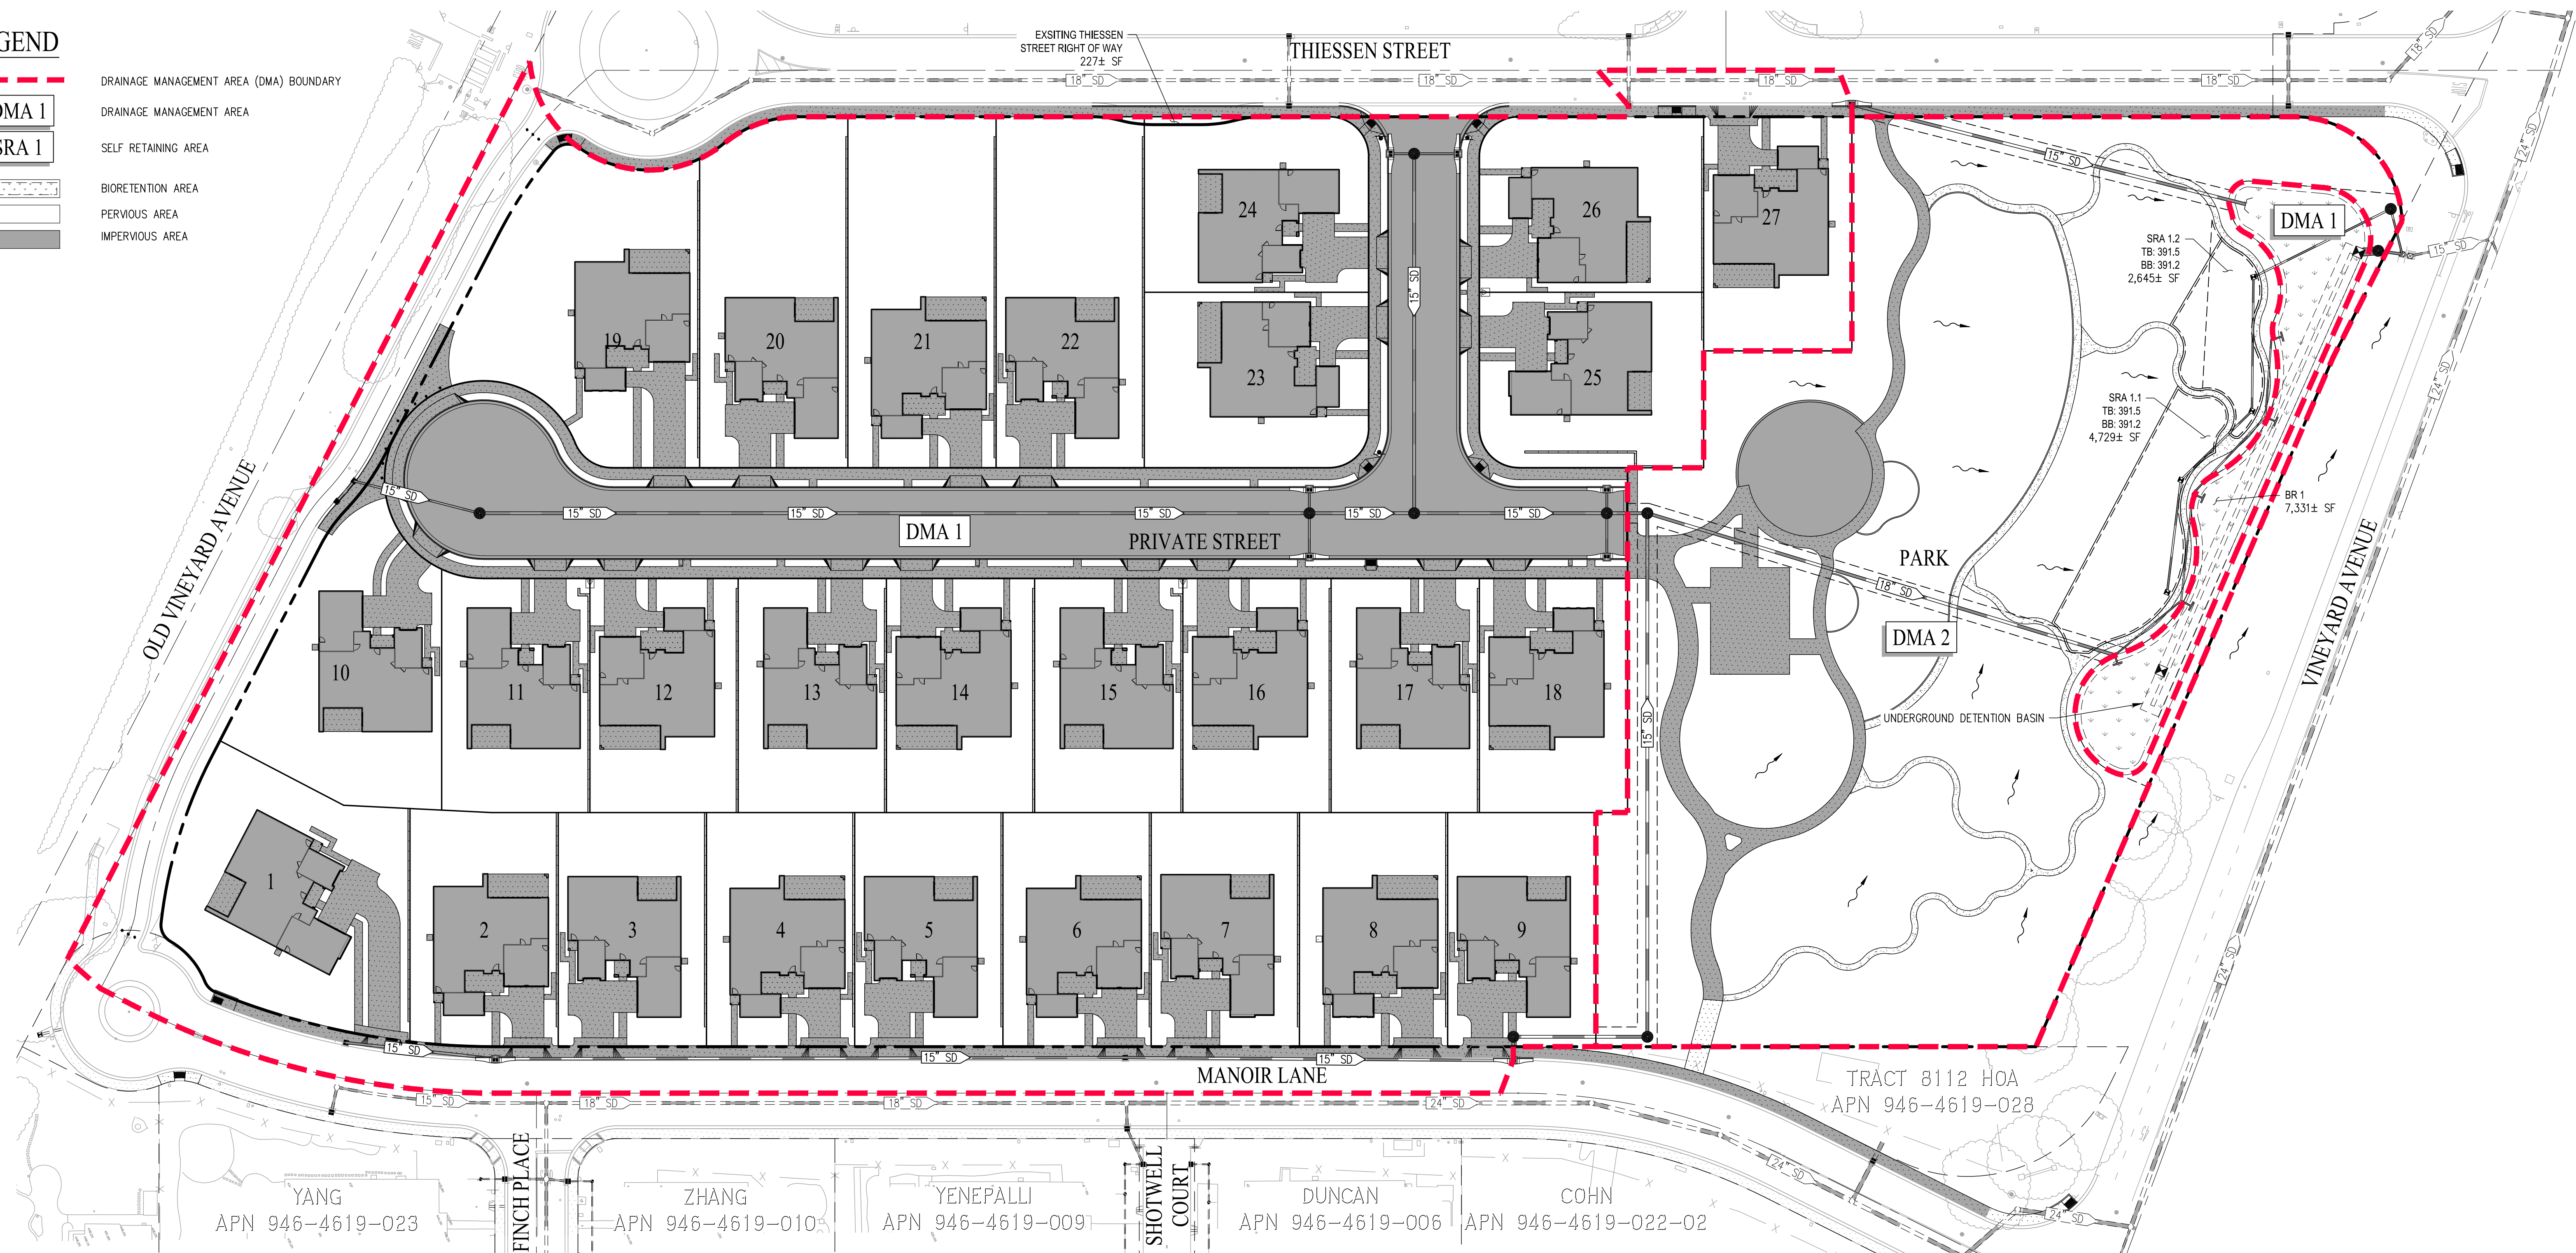 GEND
DRAINAGE MANAGEMENT AREA (DMA) BOUNDARY
DMA 1
DRAINAGE MANAGEMENT AREA
SRA 1
SELF RETAINING AREA
BIORETENTION AREA
PERVIOUS AREA
IMPERVIOUS AREA
EXSITING THIESSEN
STREET RIGHT OF WAY
227± SF
THIESSEN STREET
18" SD
18" SD
18" SD
18" SD
18" SD
15" SD
24" SD
DMA 1
15" SD
SRA 1.2
TB: 391.5
BB: 391.2
2,645± SF
SRA 1.1
TB: 391.5
BB: 391.2
4,729± SF
BR 1
7,331± SF
24" SD
VINEYARD AVENUE
24" SD
24
26
27
15" SD
19
20
21
22
23
25
OLD VINEYARD AVENUE
15" SD
15" SD
15" SD
15" SD
15" SD
15" SD
DMA 1
PRIVATE STREET
PARK
18" SD
DMA 2
UNDERGROUND DETENTION BASIN
15" SD
10
11
12
13
14
15
16
17
18
1
2
3
4
5
6
7
8
9
15" SD
15" SD
15" SD
MANOIR LANE
15" SD
18" SD
18" SD
24" SD
24" SD
24" SD
TRACT 8112 HOA
APN 946-4619-028
YANG
APN 946-4619-023
FINCH PLACE
ZHANG
APN 946-4619-010
YENEPALLI
APN 946-4619-009
SHOTWELL
COURT
DUNCAN
APN 946-4619-006
COHN
APN 946-4619-022-02